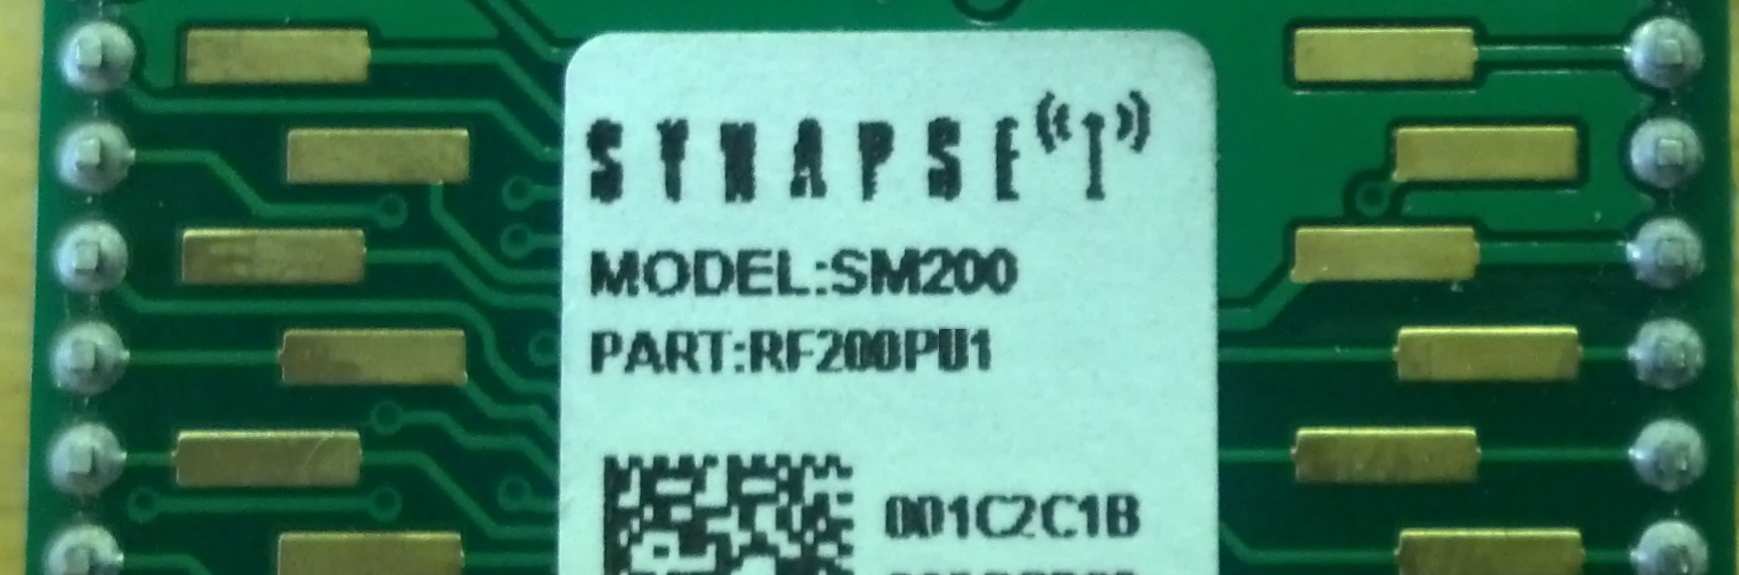 SYNAPSE
MODEL:SM200
PART:RF200PU1
001C2C1B